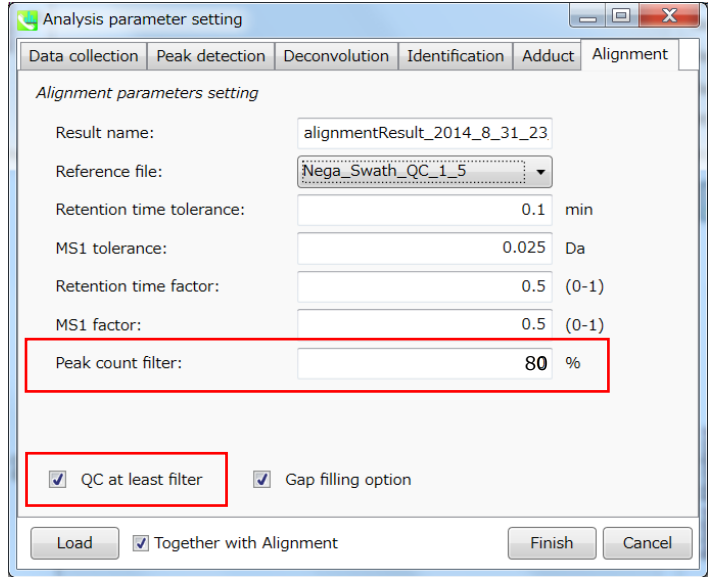 Analysis parameter setting
Data collection Peak detection Deconvolution Identification Adduct Alignment
Alignment parameters setting
Result name: alignmentResult_2014_8_31_23
Reference file: Nega_Swath_QC_1_5
Retention time tolerance: 0.1 min
MS1 tolerance: 0.025 Da
Retention time factor: 0.5 (0-1)
MS1 factor: 0.5 (0-1)
Peak count filter: 80 %
QC at least filter Gap filling option
Load Together with Alignment Finish Cancel